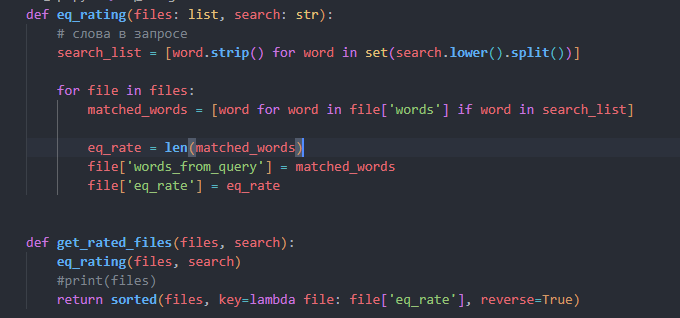 def eq_rating(files: list, search: str):
    # слова в запросе
    search_list = [word.strip() for word in set(search.lower().split())]
    for file in files:
        matched_words = [word for word in file['words'] if word in search_list]
        eq_rate = len(matched_words)
        file['words_from_query'] = matched_words
        file['eq_rate'] = eq_rate
def get_rated_files(files, search):
    eq_rating(files, search)
    #print(files)
    return sorted(files, key=lambda file: file['eq_rate'], reverse=True)